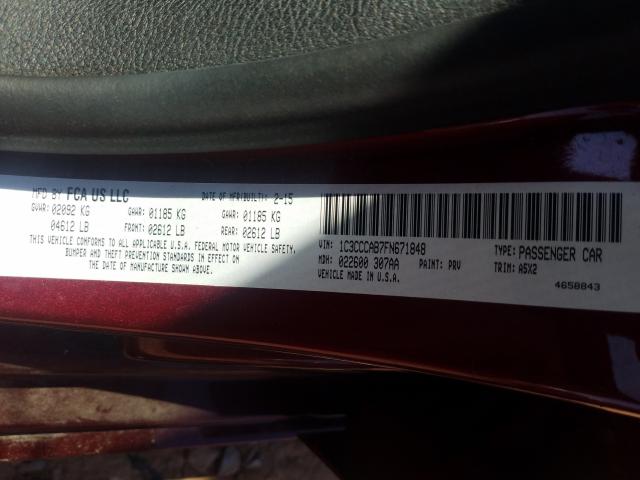 MFD BY FCA US LLC DATE OF MFR(BUILT): 2-15
GVWR: 02092 KG GAWR: 01185 KG GAWR: 01185 KG
04612 LB FRONT: 02612 LB REAR: 02612 LB
THIS VEHICLE CONFORMS TO ALL APPLICABLE U.S.A. FEDERAL MOTOR VEHICLE SAFETY,
BUMPER AND THEFT PREVENTION STANDARDS IN EFFECT ON
THE DATE OF MANUFACTURE SHOWN ABOVE.
VIN: 1C3CCCAB7FN671848 TYPE: PASSENGER CAR
MDH: 022600 307AA PAINT: PRV TRIM: A5X2
VEHICLE MADE IN U.S.A. 4658843